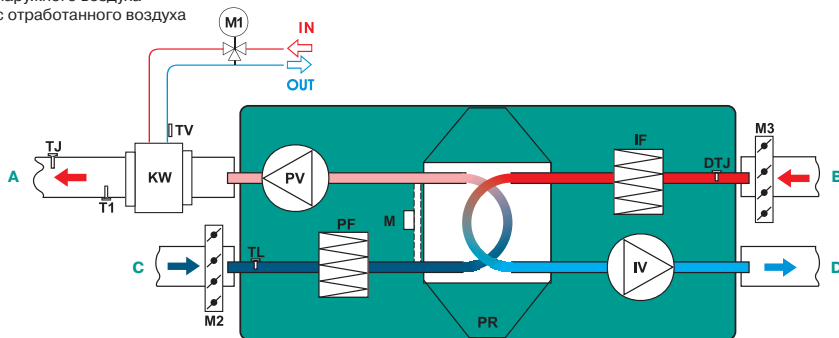 с отработанного воздуха
M1
IN
OUT
TV
TJ
KW
T1
A
PV
IF
M3
DTJ
B
M
PF
C
TL
M2
IV
D
PR